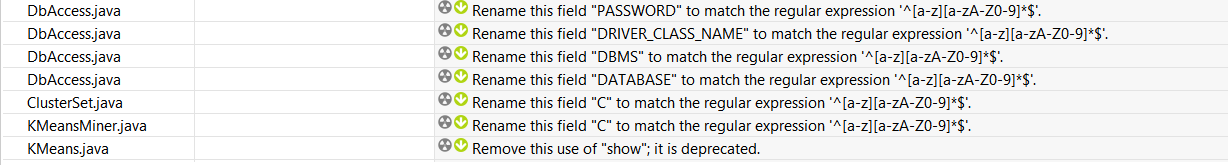 DbAccess.java Rename this field "PASSWORD" to match the regular expression '^[a-z][a-zA-Z0-9]*$'.
DbAccess.java Rename this field "DRIVER_CLASS_NAME" to match the regular expression '^[a-z][a-zA-Z0-9]*$'.
DbAccess.java Rename this field "DBMS" to match the regular expression '^[a-z][a-zA-Z0-9]*$'.
DbAccess.java Rename this field "DATABASE" to match the regular expression '^[a-z][a-zA-Z0-9]*$'.
ClusterSet.java Rename this field "C" to match the regular expression '^[a-z][a-zA-Z0-9]*$'.
KMeansMiner.java Rename this field "C" to match the regular expression '^[a-z][a-zA-Z0-9]*$'.
KMeans.java Remove this use of "show"; it is deprecated.